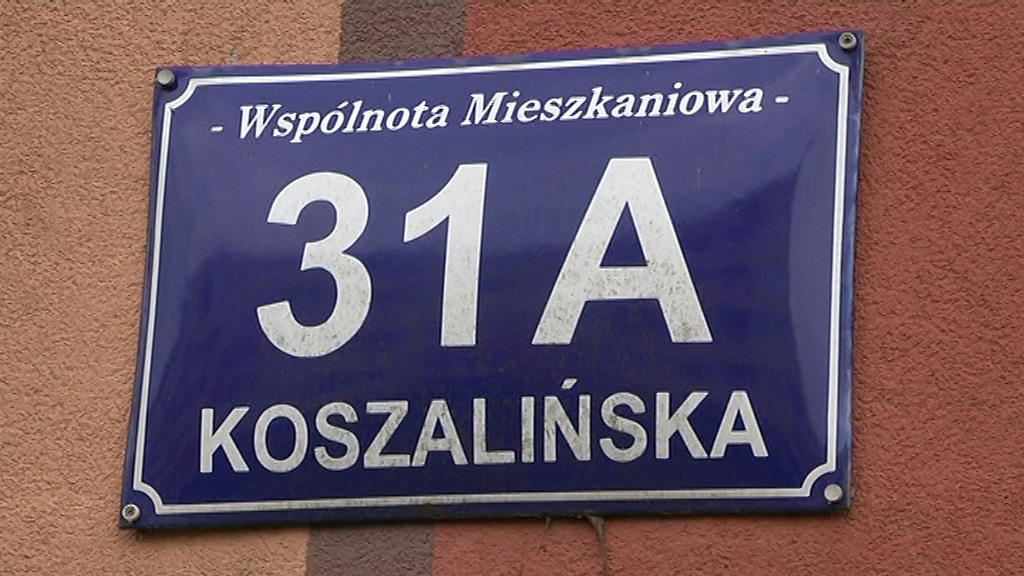 - Wspólnota Mieszkaniowa -
31A
KOSZALIŃSKA